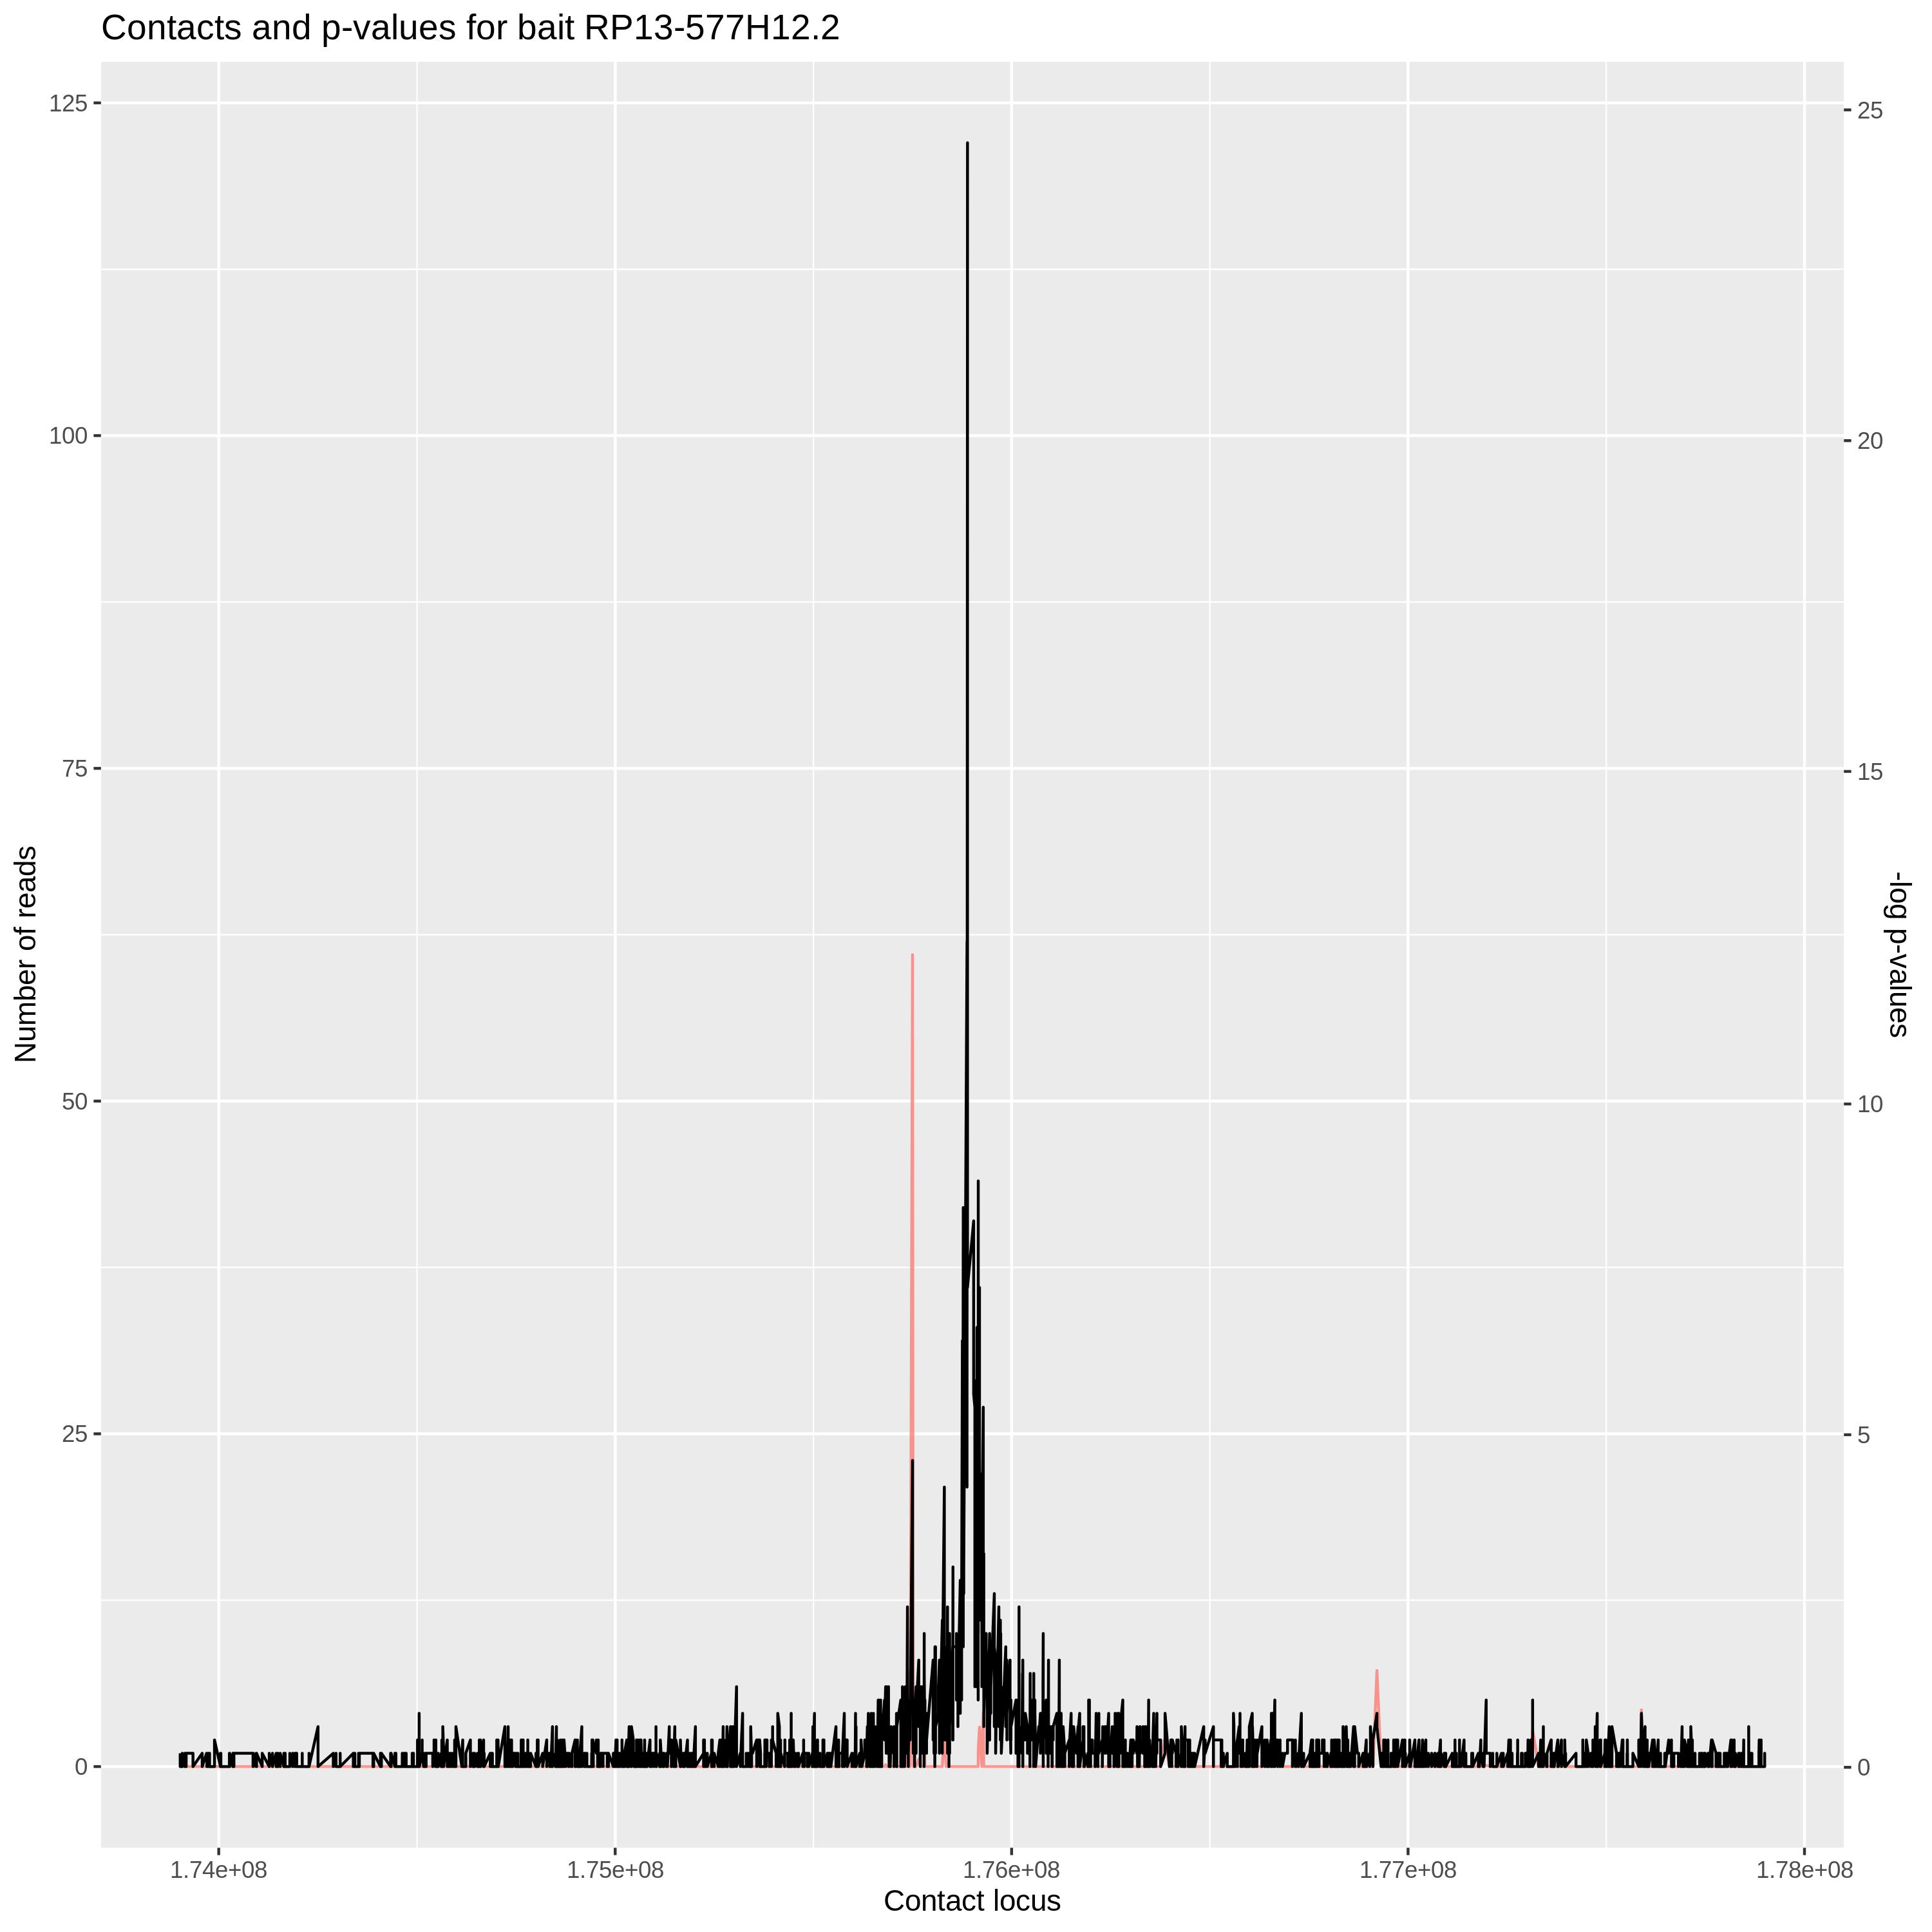 Contacts and p-values for bait RP13-577H12.2
125
100
75
50
25
0
Number of reads
25
20
15
10
5
0
-log p-values
1.74e+08
1.75e+08
1.76e+08
1.77e+08
1.78e+08
Contact locus